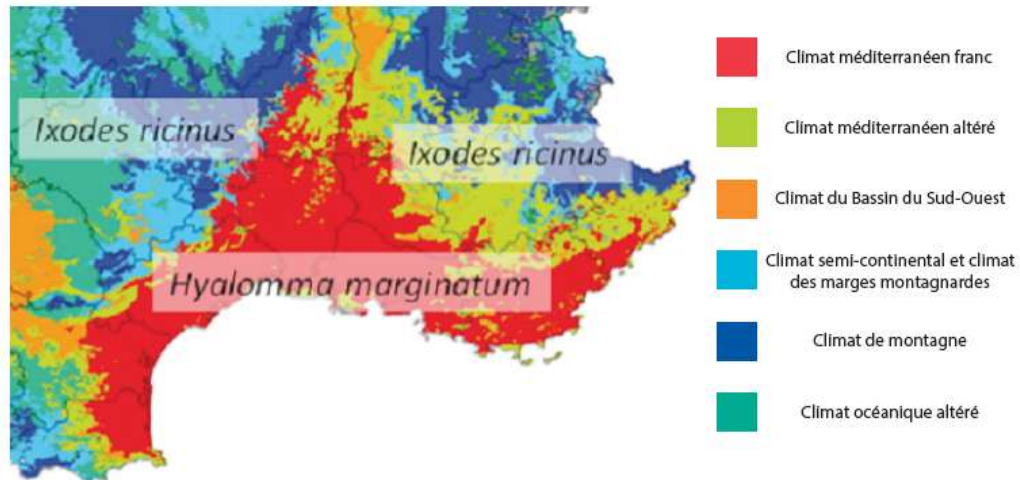 Ixodes ricinus
Ixodes ricinus
Hyalomma marginatum
Climat méditerranéen franc
Climat méditerranéen altéré
Climat du Bassin du Sud-Ouest
Climat semi-continental et climat
des marges montagnardes
Climat de montagne
Climat océanique altéré